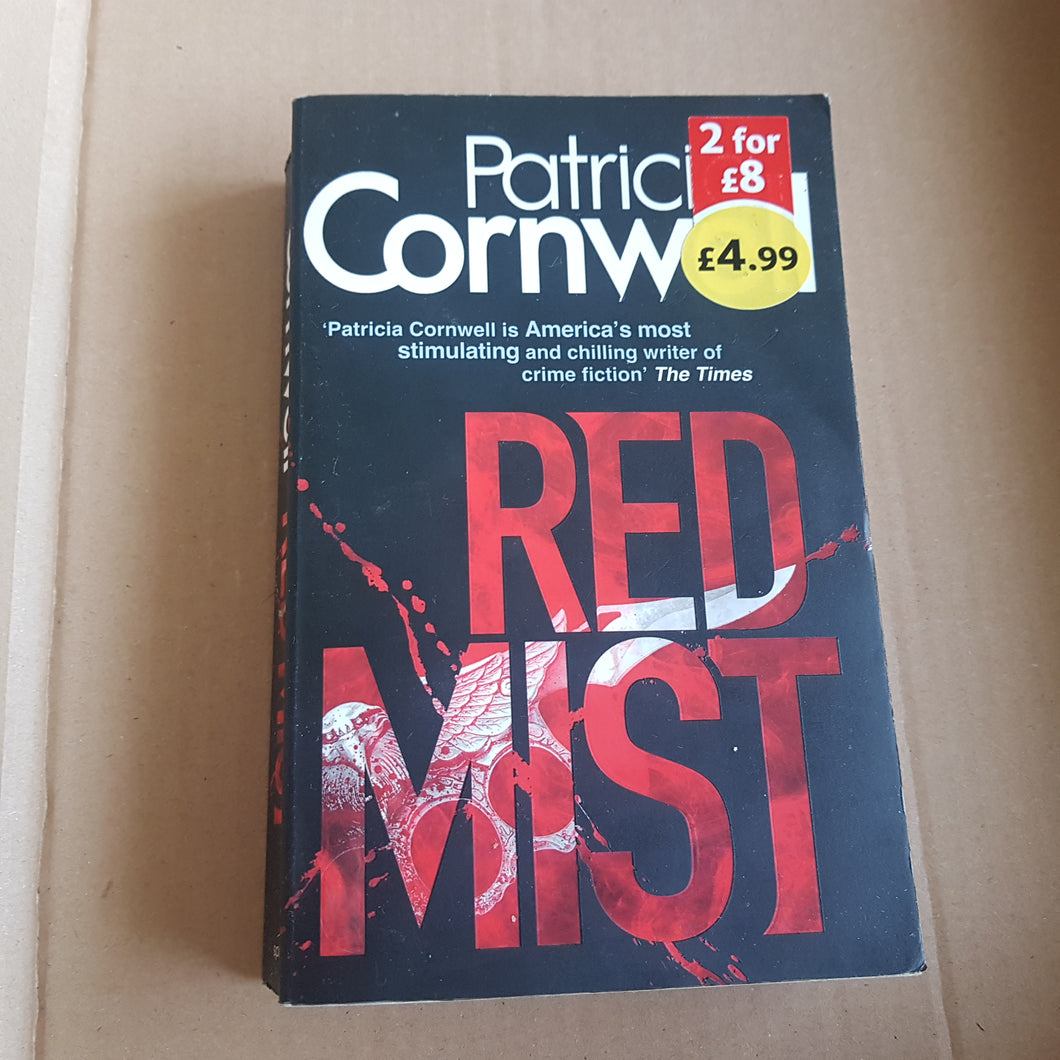 Patrici
Cornw l
2 for
£8
£4.99
‘Patricia Cornwell is America’s most
stimulating and chilling writer of
crime fiction’ The Times
RED
MIST